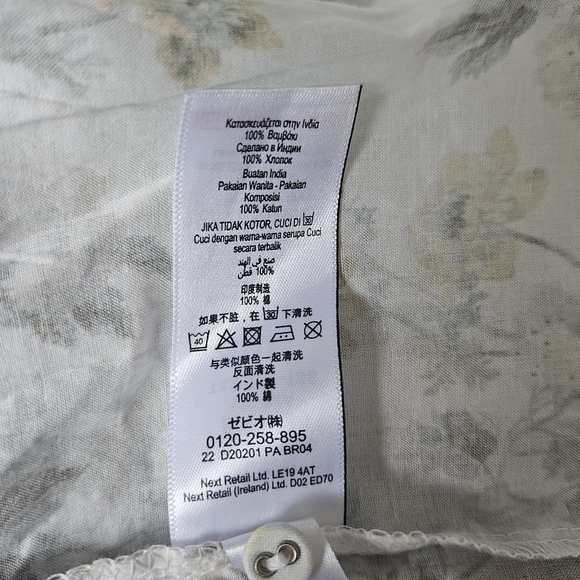 Κατασκευάζεται στην Ινδία
100% Βαμβάκι
Сделано в Индии
100% Хлопок
Buatan India
Pakaian Wanita - Pakaian
Komposisi
100% Katun
JIKA TIDAK KOTOR, CUCI DI 30
Cuci dengan warna-warna serupa Cuci
secara terbalik
صنع في الهند
100% قطن
印度制造
100% 棉
如果不脏，在 30 下清洗
40
与类似颜色一起清洗
反面清洗
インド製
100% 綿
ゼビオ(株)
0120-258-895
22 D20201 PA BR04
Next Retail Ltd. LE19 4AT
Next Retail (Ireland) Ltd. D02 ED70